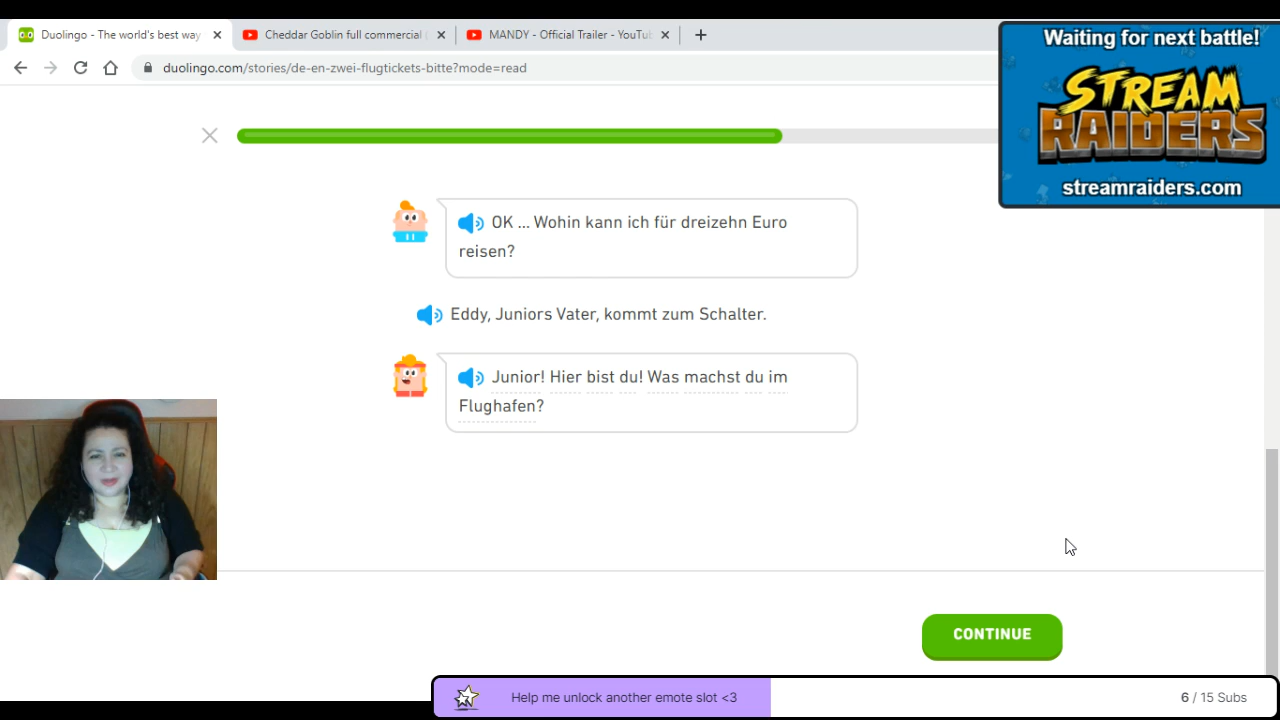 Duolingo - The world's best way
Cheddar Goblin full commercial
MANDY - Official Trailer - YouTub
duolingo.com/stories/de-en-zwei-flugtickets-bitte?mode=read
Waiting for next battle!
STREAM
RAIDERS
streamraiders.com
OK ... Wohin kann ich für dreizehn Euro
reisen?
Eddy, Juniors Vater, kommt zum Schalter.
Junior! Hier bist du! Was machst du im
Flughafen?
CONTINUE
Help me unlock another emote slot <3
6 / 15 Subs